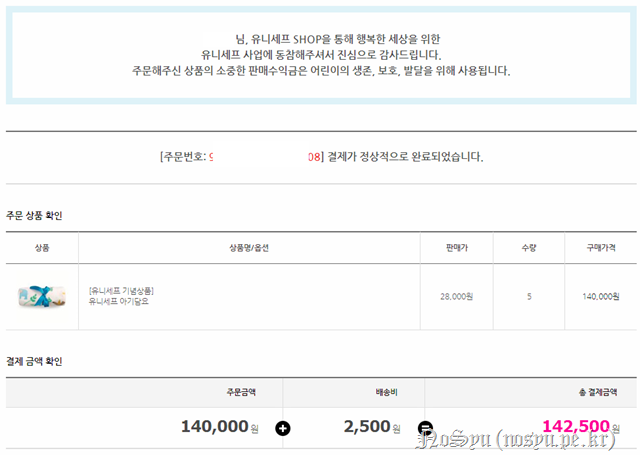 님, 유니세프 SHOP을 통해 행복한 세상을 위한
유니세프 사업에 동참해주셔서 진심으로 감사드립니다.
주문해주신 상품의 소중한 판매수익금은 어린이의 생존, 보호, 발달을 위해 사용됩니다.
[주문번호: 9 08] 결제가 정상적으로 완료되었습니다.
주문 상품 확인
상품 상품명/옵션 판매가 수량 구매가격
[유니세프 기념상품]
유니세프 아기담요 28,000원 5 140,000원
결제 금액 확인
주문금액 배송비 총 결제금액
140,000원 + 2,500원 = 142,500원
NoSyu (nosyu.pe.kr)